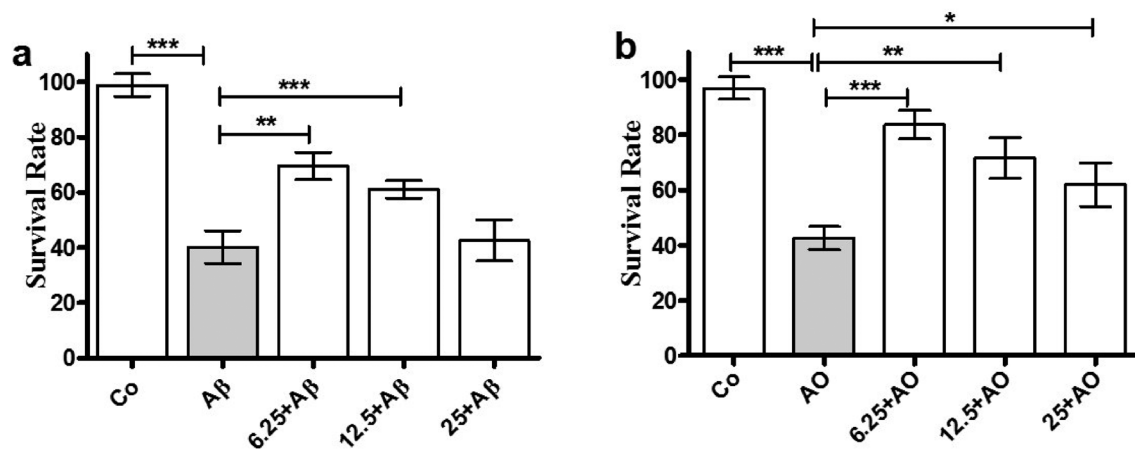 a
***
***
**
Survival Rate
100
80
60
40
20
0
Co
Aβ
6.25+Aβ
12.5+Aβ
25+Aβ
b
*
***
**
***
Survival Rate
100
80
60
40
20
0
Co
AO
6.25+AO
12.5+AO
25+AO